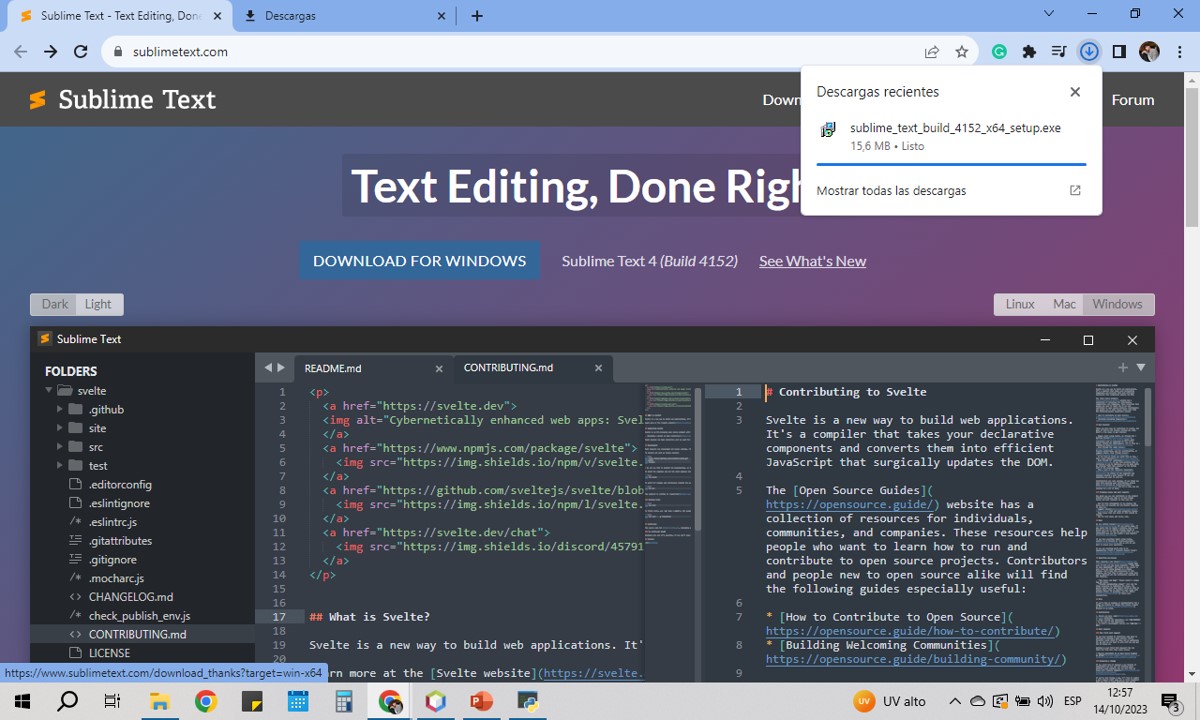 Sublime Text - Text Editing, Done
Descargas
sublimetext.com
Sublime Text
Down
Forum
Descargas recientes
sublime_text_build_4152_x64_setup.exe
15,6 MB • Listo
Mostrar todas las descargas
Text Editing, Done Righ
DOWNLOAD FOR WINDOWS
Sublime Text 4 (Build 4152)
See What's New
Dark Light
Linux Mac Windows
Sublime Text
FOLDERS
svelte
.github
site
src
test
.editorconfig
.eslintignore
.eslintrc.js
.gitattributes
.gitignore
.mocharc.js
CHANGELOG.md
check_publish_env.js
CONTRIBUTING.md
LICENSE
README.md
CONTRIBUTING.md
1 <p>
2 <a href="https://svelte.dev">
3 <img alt="Cybernetically enhanced web apps: Svel
4 </a>
5 <a href="https://www.npmjs.com/package/svelte">
6 <img src="https://img.shields.io/npm/v/svelte.
7 </a>
8 <a href="https://github.com/sveltejs/svelte/blob
9 <img src="https://img.shields.io/npm/l/svelte.
10 </a>
11 <a href="https://svelte.dev/chat">
12 <img src="https://img.shields.io/discord/45791
13 </a>
14 </p>
15
16
17 ## What is Svelte?
18
19 Svelte is a new way to build web applications. It'
20
arn more at the [Svelte website](https://svelte.
1 # Contributing to Svelte
2
3 Svelte is a new way to build web applications.
It's a compiler that takes your declarative
components and converts them into efficient
JavaScript that surgically updates the DOM.
4
5 The [Open Source Guides](
https://opensource.guide/) website has a
collection of resources for individuals,
communities, and companies. These resources help
people who want to learn how to run and
contribute to open source projects. Contributors
and people new to open source alike will find
the following guides especially useful:
6
7 * [How to Contribute to Open Source](
https://opensource.guide/how-to-contribute/)
8 * [Building Welcoming Communities](
https://opensource.guide/building-community/)
9
https://www.sublimetext.com/download_thanks?target=win-x64
UV
UV alto
ESP
12:57
14/10/2023
3